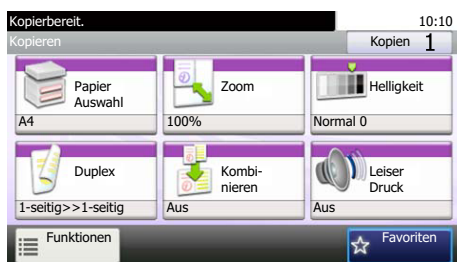 Kopierbereit. 10:10
Kopieren Kopien 1
Papier
Auswahl
A4
Zoom
100%
Helligkeit
Normal 0
Duplex
1-seitig>>1-seitig
Kombi-
nieren
Aus
Leiser
Druck
Aus
Funktionen
Favoriten